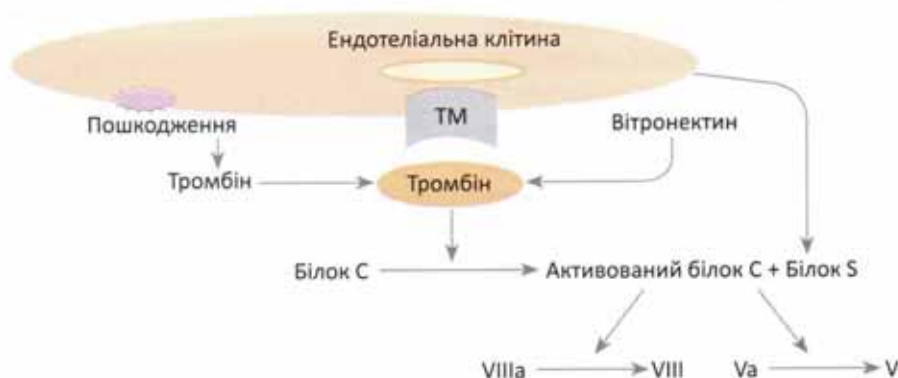 Ендотеліальна клітина
Пошкодження
ТМ
Вітронектин
Тромбін
Тромбін
Білок С
Активований білок С + Білок S
VIIIa
VIII
Va
V